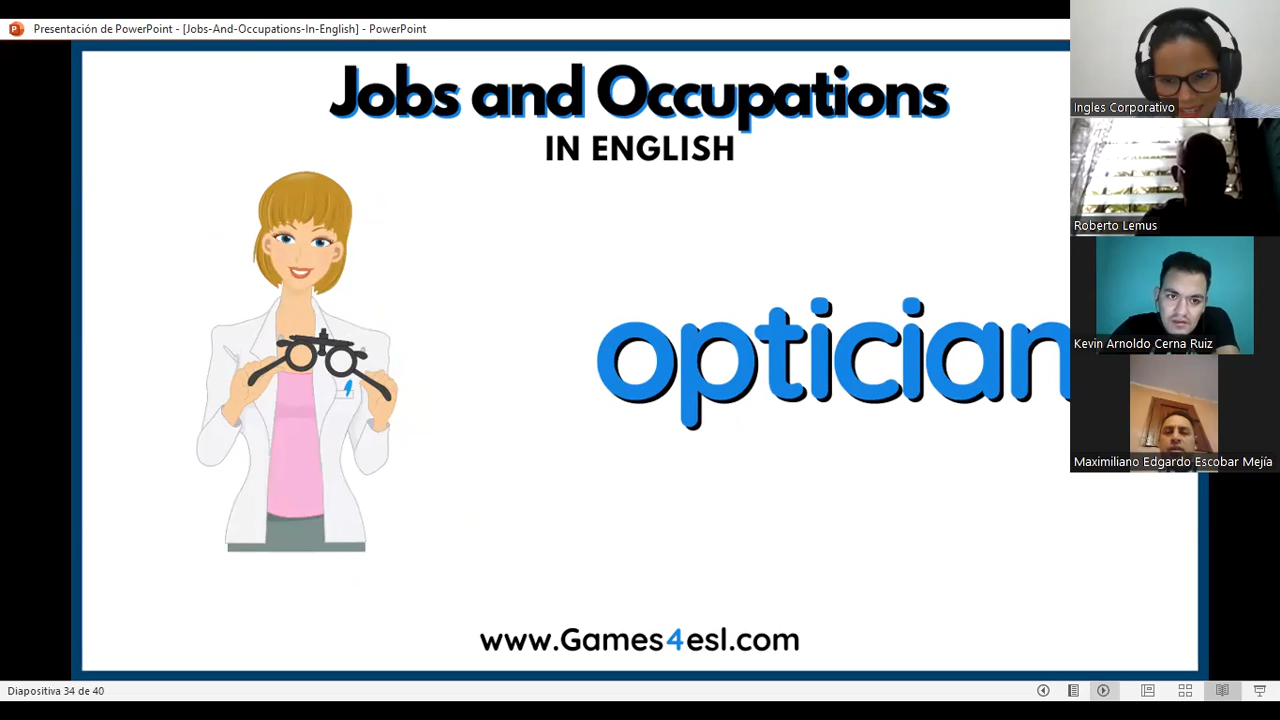 Presentación de PowerPoint - [Jobs-And-Occupations-In-English] - PowerPoint
Jobs and Occupations
IN ENGLISH
optician
www.Games4esl.com
Diapositiva 34 de 40
Ingles Corporativo
Roberto Lemus
Kevin Arnoldo Cerna Ruiz
Maximiliano Edgardo Escobar Mejía